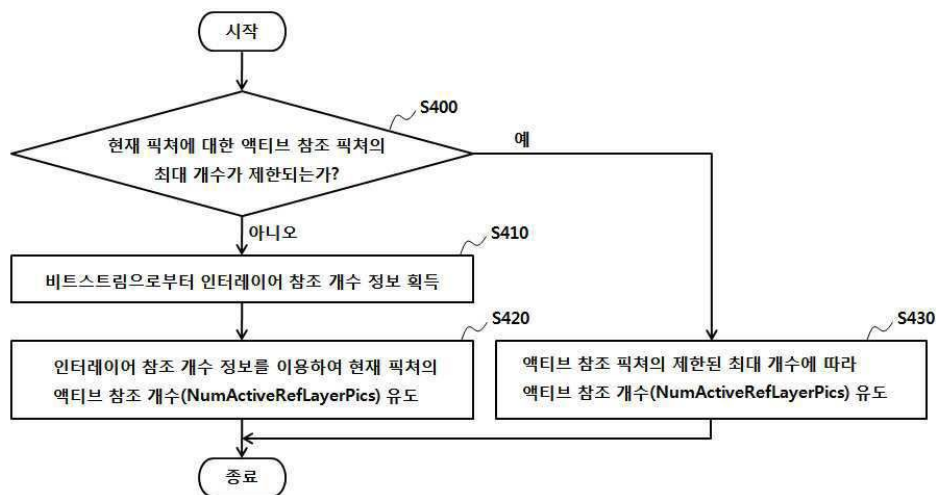 시작
S400
현재 픽쳐에 대한 액티브 참조 픽쳐의
최대 개수가 제한되는가?
예
아니오
S410
비트스트림으로부터 인터레이어 참조 개수 정보 획득
S420
인터레이어 참조 개수 정보를 이용하여 현재 픽쳐의
액티브 참조 개수(NumActiveRefLayerPics) 유도
S430
액티브 참조 픽쳐의 제한된 최대 개수에 따라
액티브 참조 개수(NumActiveRefLayerPics) 유도
종료